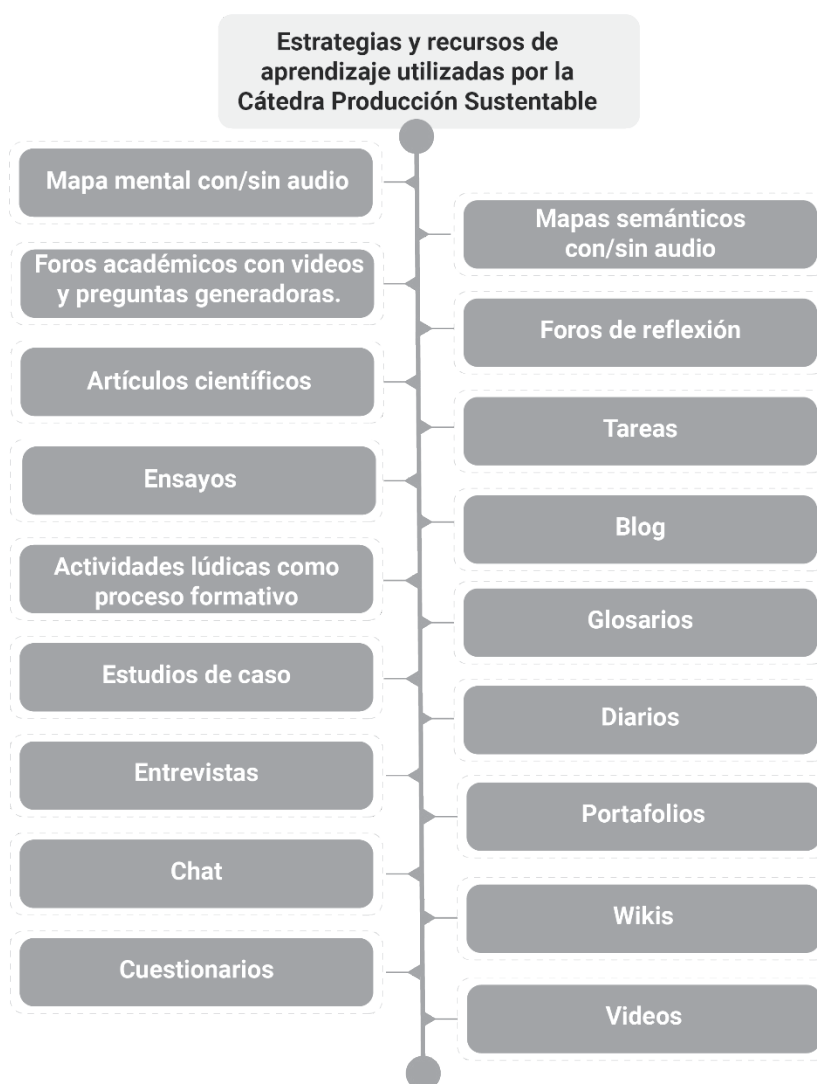 Estrategias y recursos de
aprendizaje utilizadas por la
Cátedra Producción Sustentable
Mapa mental con/sin audio
Mapas semánticos
con/sin audio
Foros académicos con videos
y preguntas generadoras.
Foros de reflexión
Artículos científicos
Tareas
Ensayos
Blog
Actividades lúdicas como
proceso formativo
Glosarios
Estudios de caso
Diarios
Entrevistas
Portafolios
Chat
Wikis
Cuestionarios
Videos